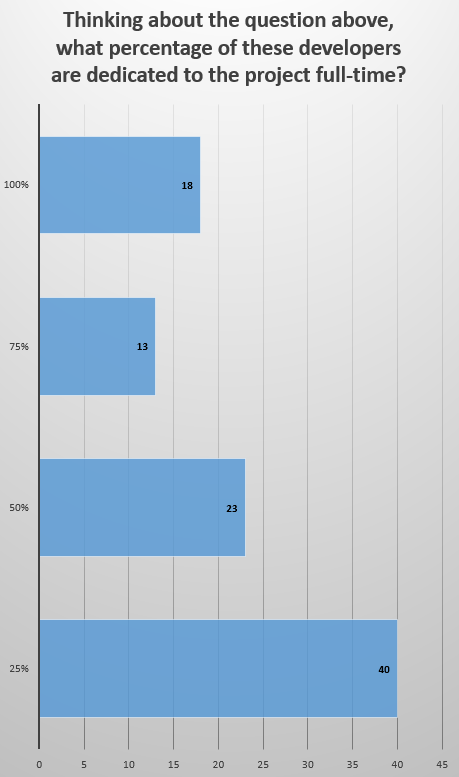 Thinking about the question above,
what percentage of these developers
are dedicated to the project full-time?
100%
18
75%
13
50%
23
25%
40
0 5 10 15 20 25 30 35 40 45